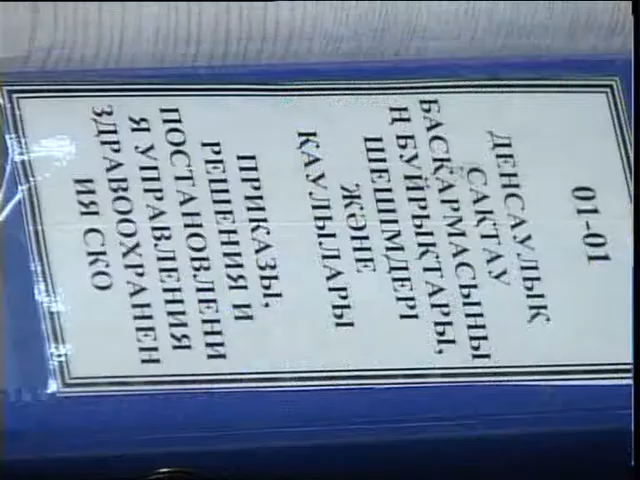 01-01
ДЕНСАУЛЫҚ
САҚТАУ
БАСҚАРМАСЫНЫ
Ң БҰЙРЫҚТАРЫ,
ШЕШІМДЕРІ
ЖӘНЕ
ҚАУЛЫЛАРЫ
ПРИКАЗЫ,
РЕШЕНИЯ И
ПОСТАНОВЛЕНИ
Я УПРАВЛЕНИЯ
ЗДРАВООХРАНЕН
ИЯ СКО